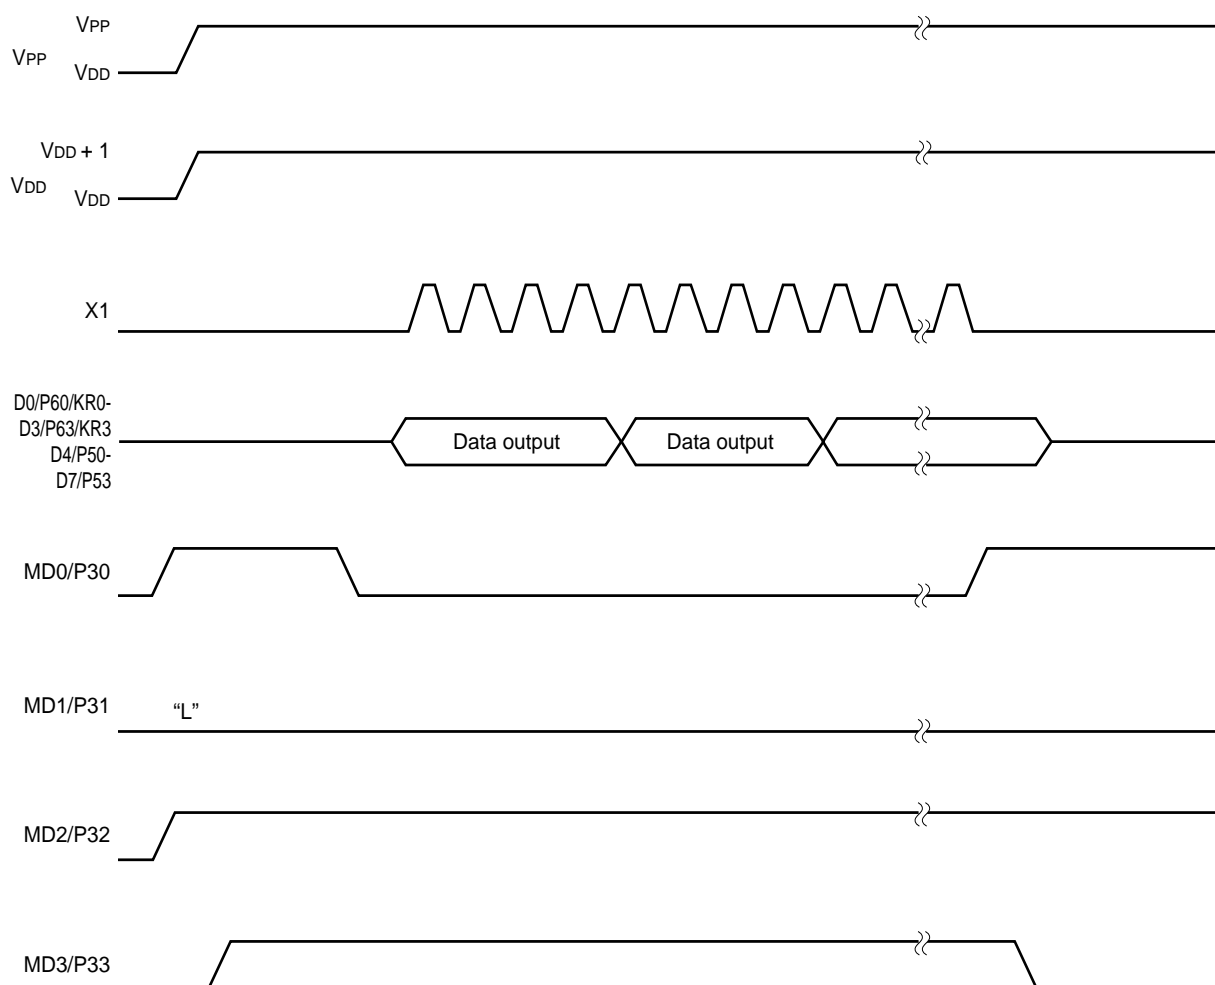 VPP
VPP
VDD
VDD + 1
VDD
VDD
X1
D0/P60/KR0-
D3/P63/KR3
D4/P50-
D7/P53
Data output
Data output
MD0/P30
MD1/P31
“L”
MD2/P32
MD3/P33